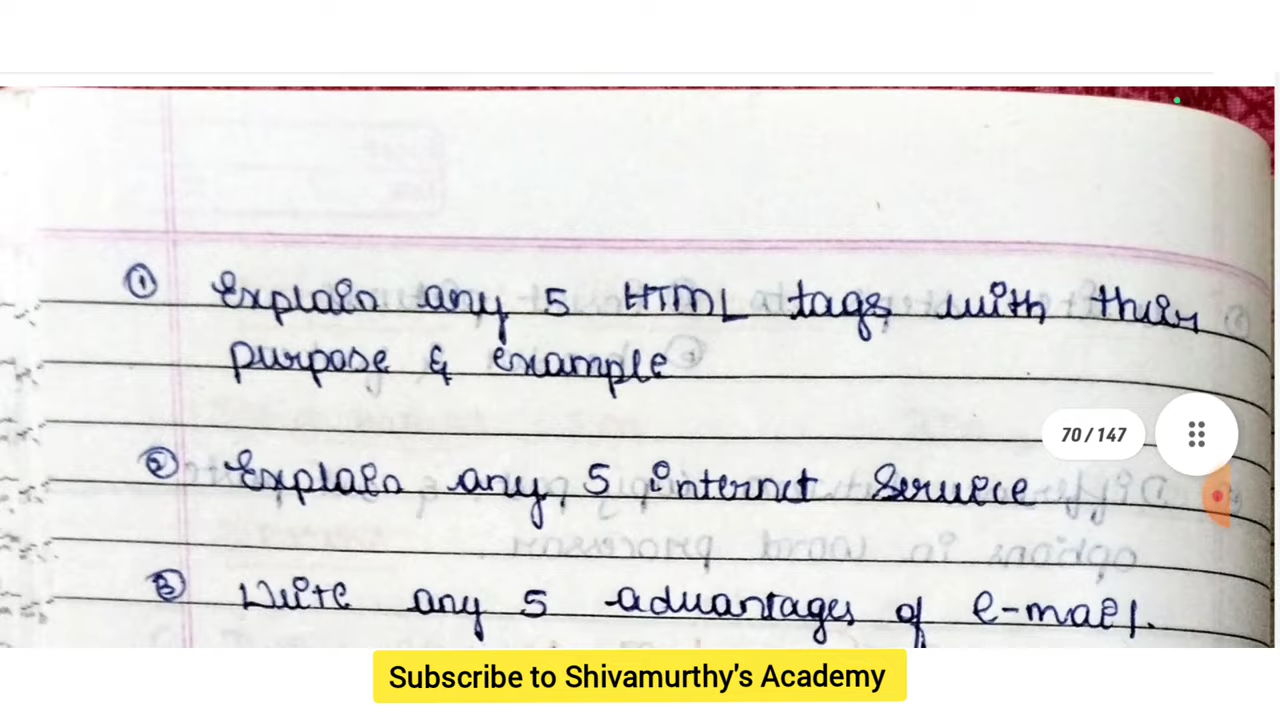 ① Explain any 5 HTML tags with their
purpose & example
70 / 147
② Explain any 5 internet Service
③ Write any 5 advantages of e-mail.
Subscribe to Shivamurthy's Academy